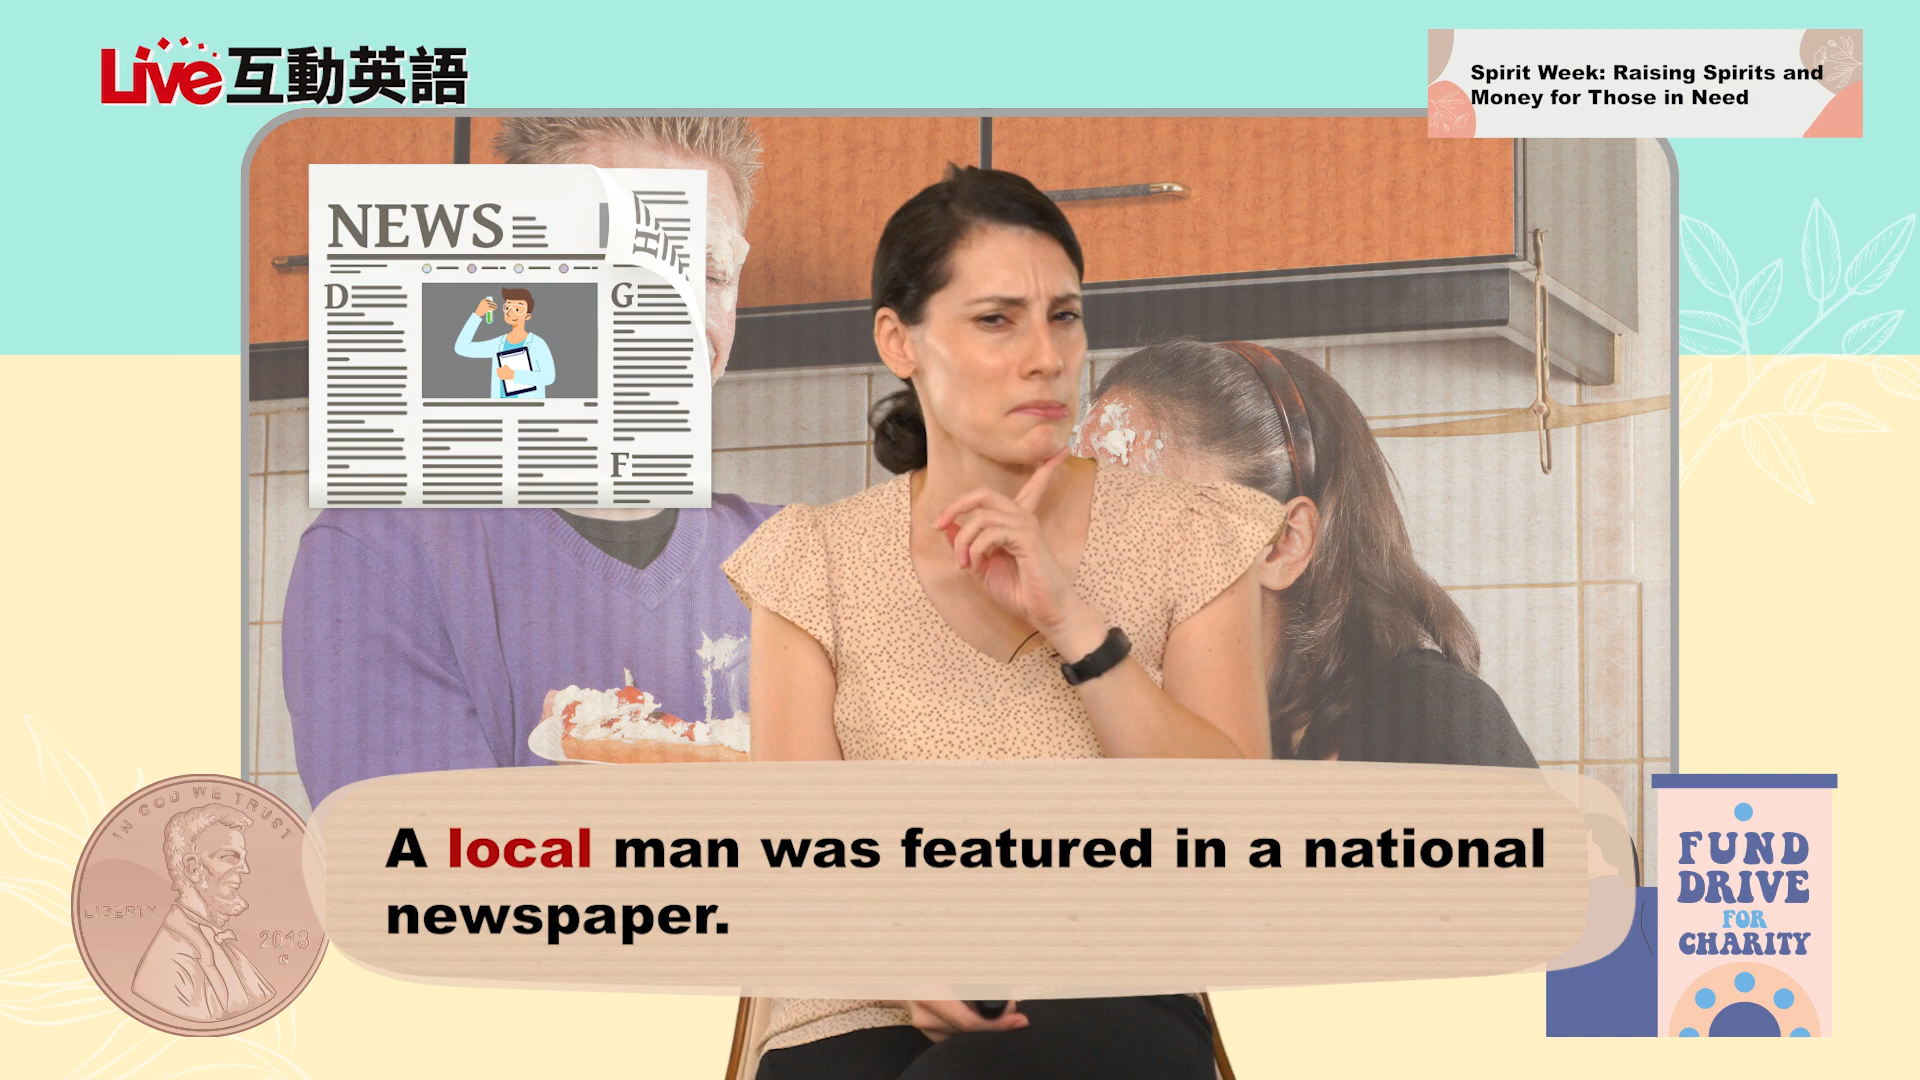 Live互動英語
Spirit Week: Raising Spirits and
Money for Those in Need
NEWS
H
D
G
F
A local man was featured in a national
newspaper.
IN GOD WE TRUST
LIBERTY
2013
C
FUND
DRIVE
FOR
CHARITY